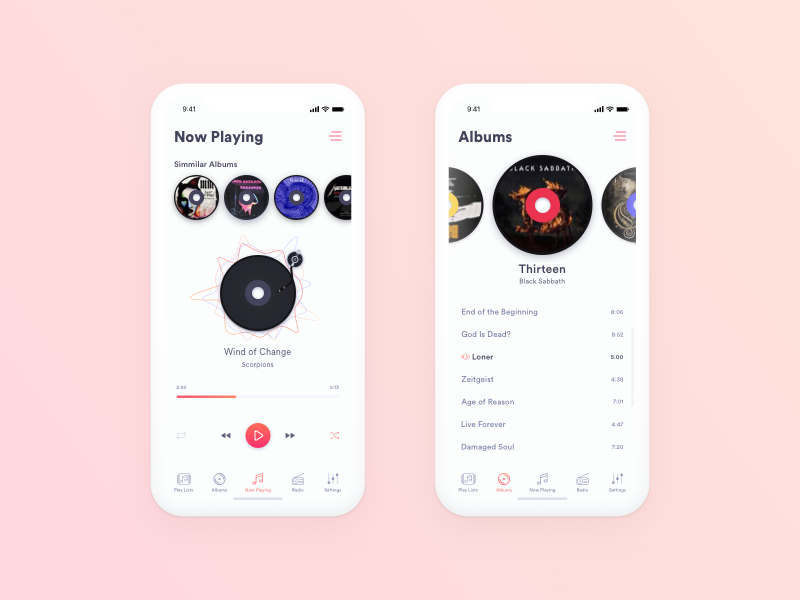 9:41
Now Playing
Simmilar Albums
Wind of Change
Scorpions
3:20
5:12
Play Lists
Albums
Now Playing
Radio
Settings
9:41
Albums
BLACK SABBATH
Thirteen
Black Sabbath
End of the Beginning 8:06
God Is Dead? 8:52
Loner 5:00
Zeitgeist 4:38
Age of Reason 7:01
Live Forever 4:47
Damaged Soul 7:20
Play Lists
Albums
Now Playing
Radio
Settings